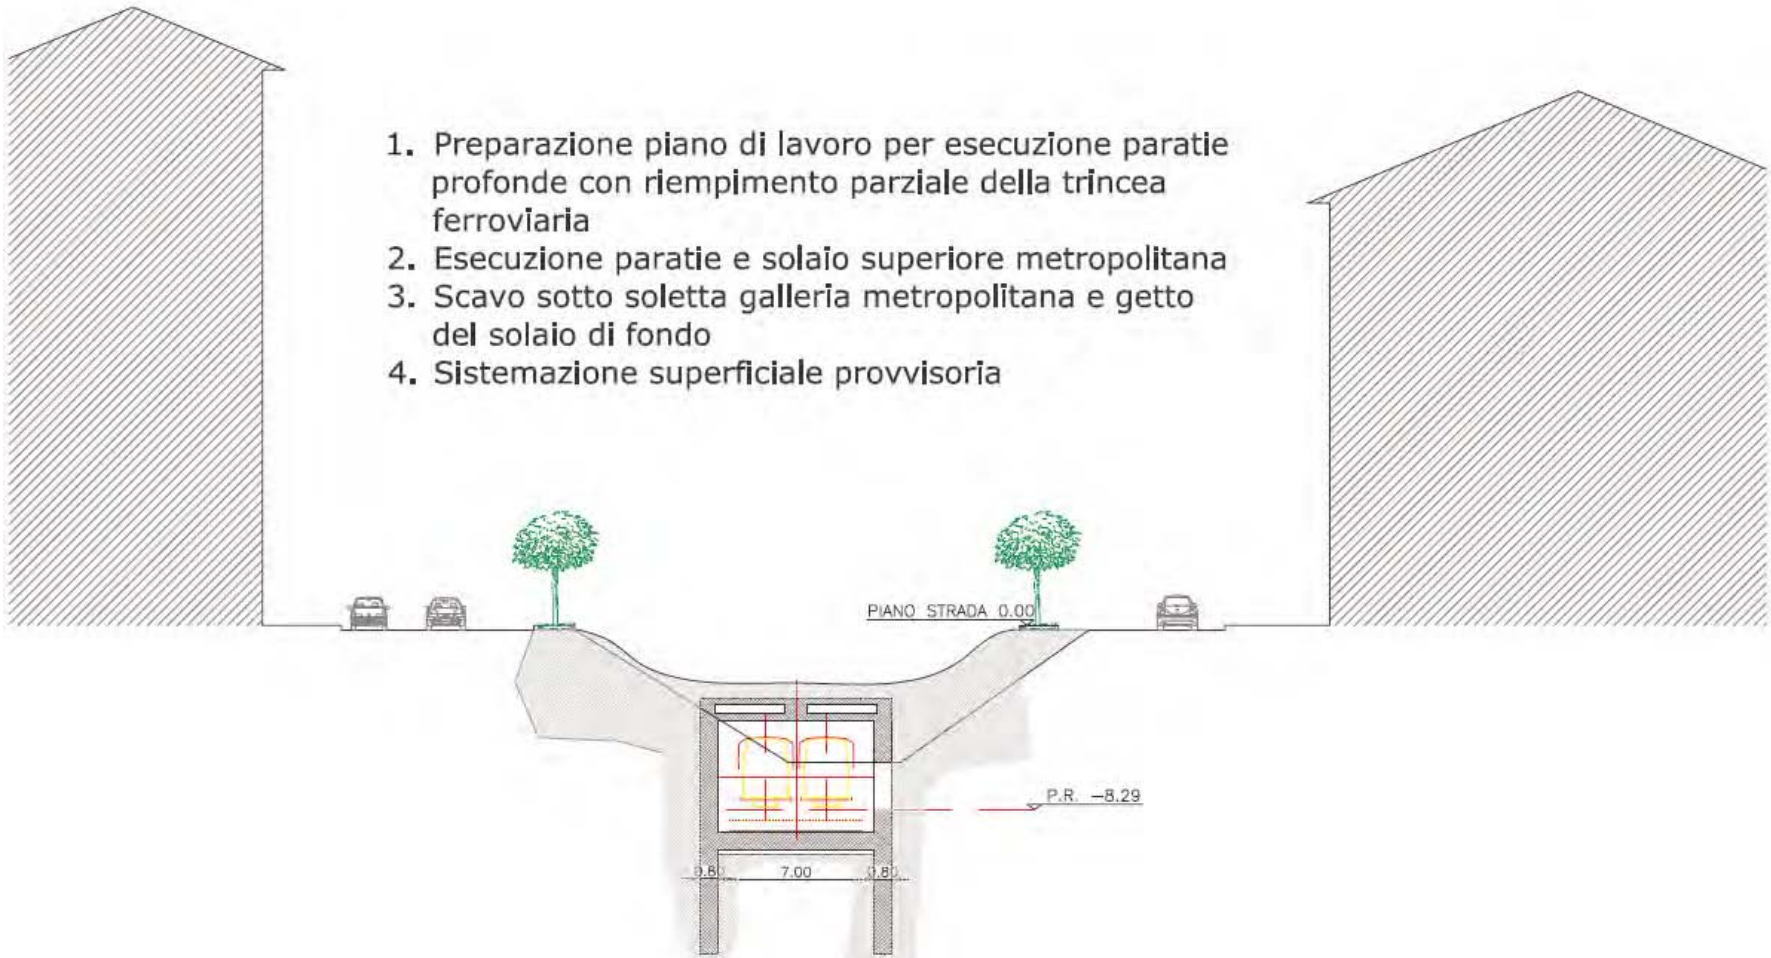 1. Preparazione piano di lavoro per esecuzione paratie
profonde con riempimento parziale della trincea
ferroviaria
2. Esecuzione paratie e solaio superiore metropolitana
3. Scavo sotto soletta galleria metropolitana e getto
del solaio di fondo
4. Sistemazione superficiale provvisoria
PIANO STRADA 0.00
P.R. -8.29
0.80 7.00 0.80